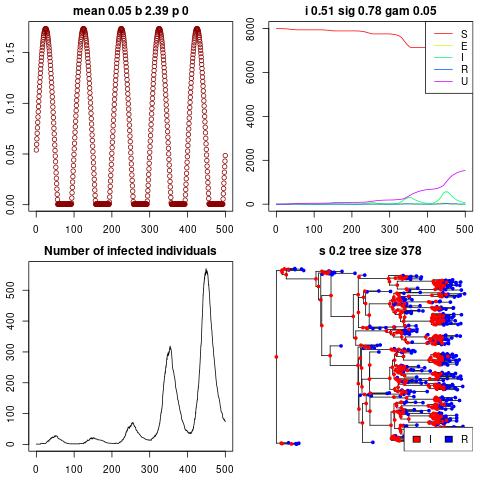 mean 0.05 b 2.39 p 0
0.00 0.05 0.10 0.15
0 100 200 300 400 500
i 0.51 sig 0.78 gam 0.05
0 2000 4000 6000 8000
0 100 200 300 400 500
S
E
I
R
U
Number of infected individuals
0 100 200 300 400 500
0 100 200 300 400 500
s 0.2 tree size 378
I R